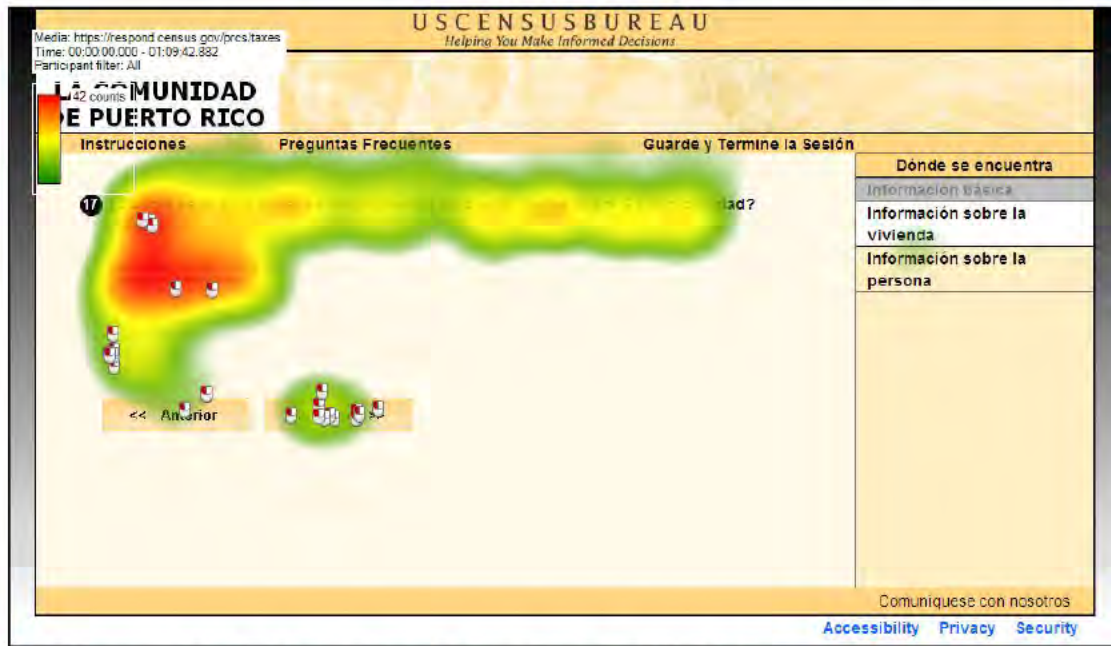 USCENSUSBUREAU
Helping You Make Informed Decisions
Media: https://respond.census.gov/prcs/taxes
Time: 00:00:00.000 - 01:09:42.882
Participant filter: All
42 counts
LA COMUNIDAD
DE PUERTO RICO
Instrucciones Preguntas Frecuentes Guarde y Termine la Sesión
Dónde se encuentra
Información básica
Información sobre la
vivienda
Información sobre la
persona
17 dad?
<< Anterior >>
Comuníquese con nosotros
Accessibility Privacy Security